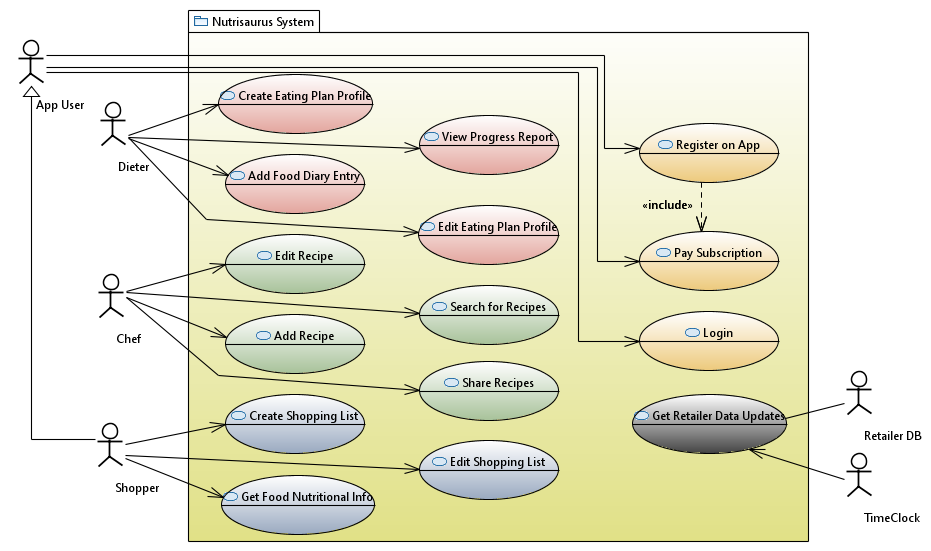 Nutrisaurus System
App User
Create Eating Plan Profile
View Progress Report
Register on App
Dieter
Add Food Diary Entry
«include»
Edit Eating Plan Profile
Edit Recipe
Pay Subscription
Search for Recipes
Chef
Add Recipe
Login
Share Recipes
Create Shopping List
Get Retailer Data Updates
Retailer DB
Edit Shopping List
Shopper
Get Food Nutritional Info
TimeClock